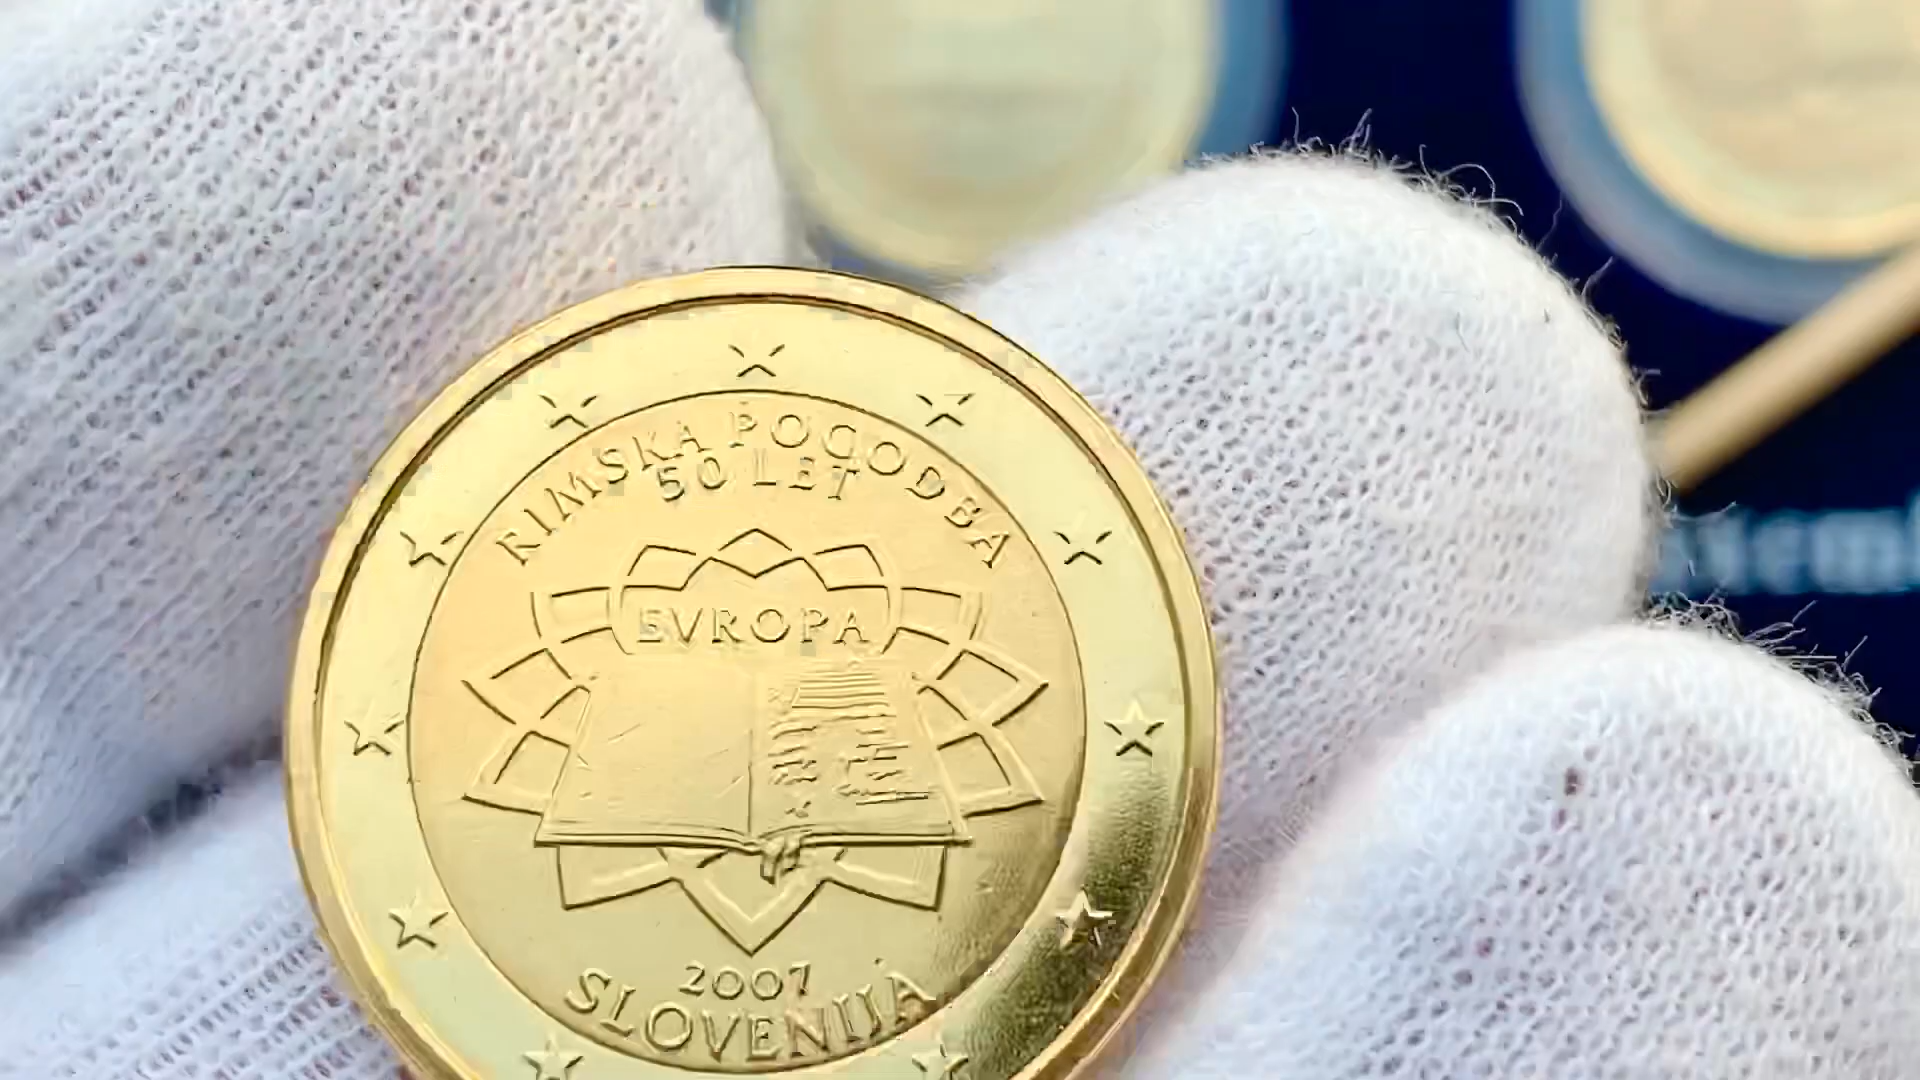 RIMSKA POGODBA
50 LET
EVROPA
2007
SLOVENIJA